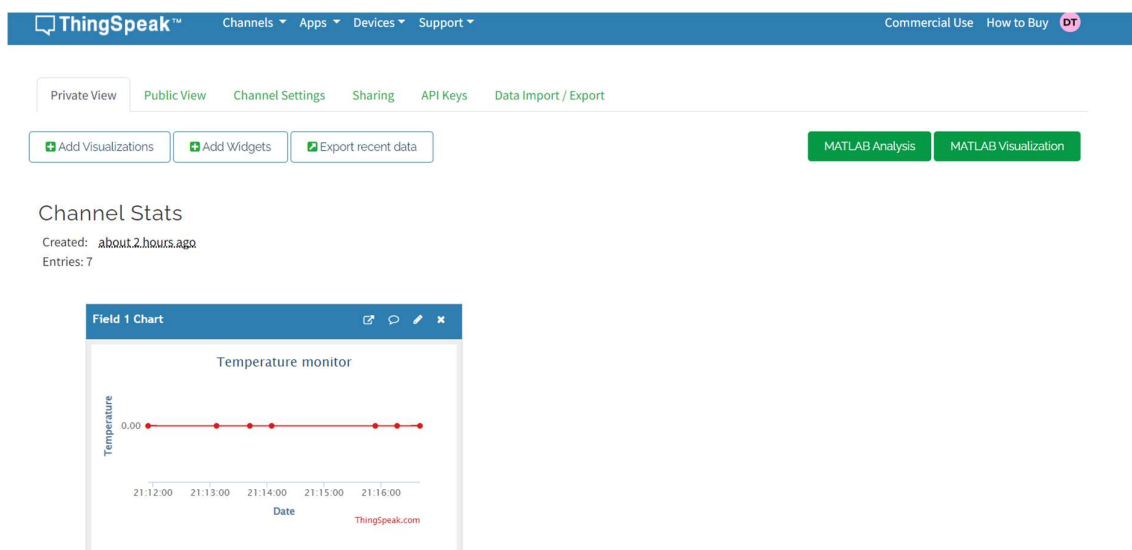 ThingSpeak™ Channels Apps Devices Support Commercial Use How to Buy DT
Private View Public View Channel Settings Sharing API Keys Data Import / Export
Add Visualizations Add Widgets Export recent data MATLAB Analysis MATLAB Visualization
Channel Stats
Created: about 2 hours ago
Entries: 7
Field 1 Chart
Temperature monitor
Temperature
0.00
21:12:00 21:13:00 21:14:00 21:15:00 21:16:00
Date
ThingSpeak.com